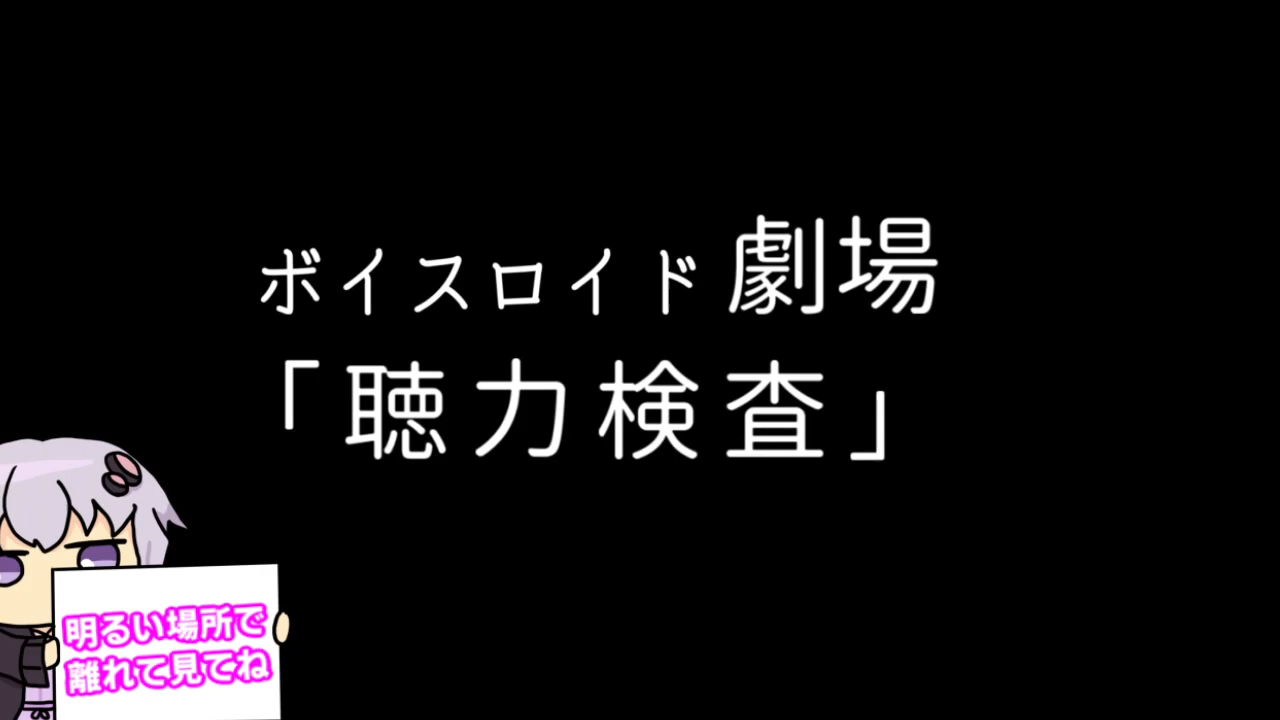 ボイスロイド劇場
「聴力検査」
明るい場所で
離れて見てね